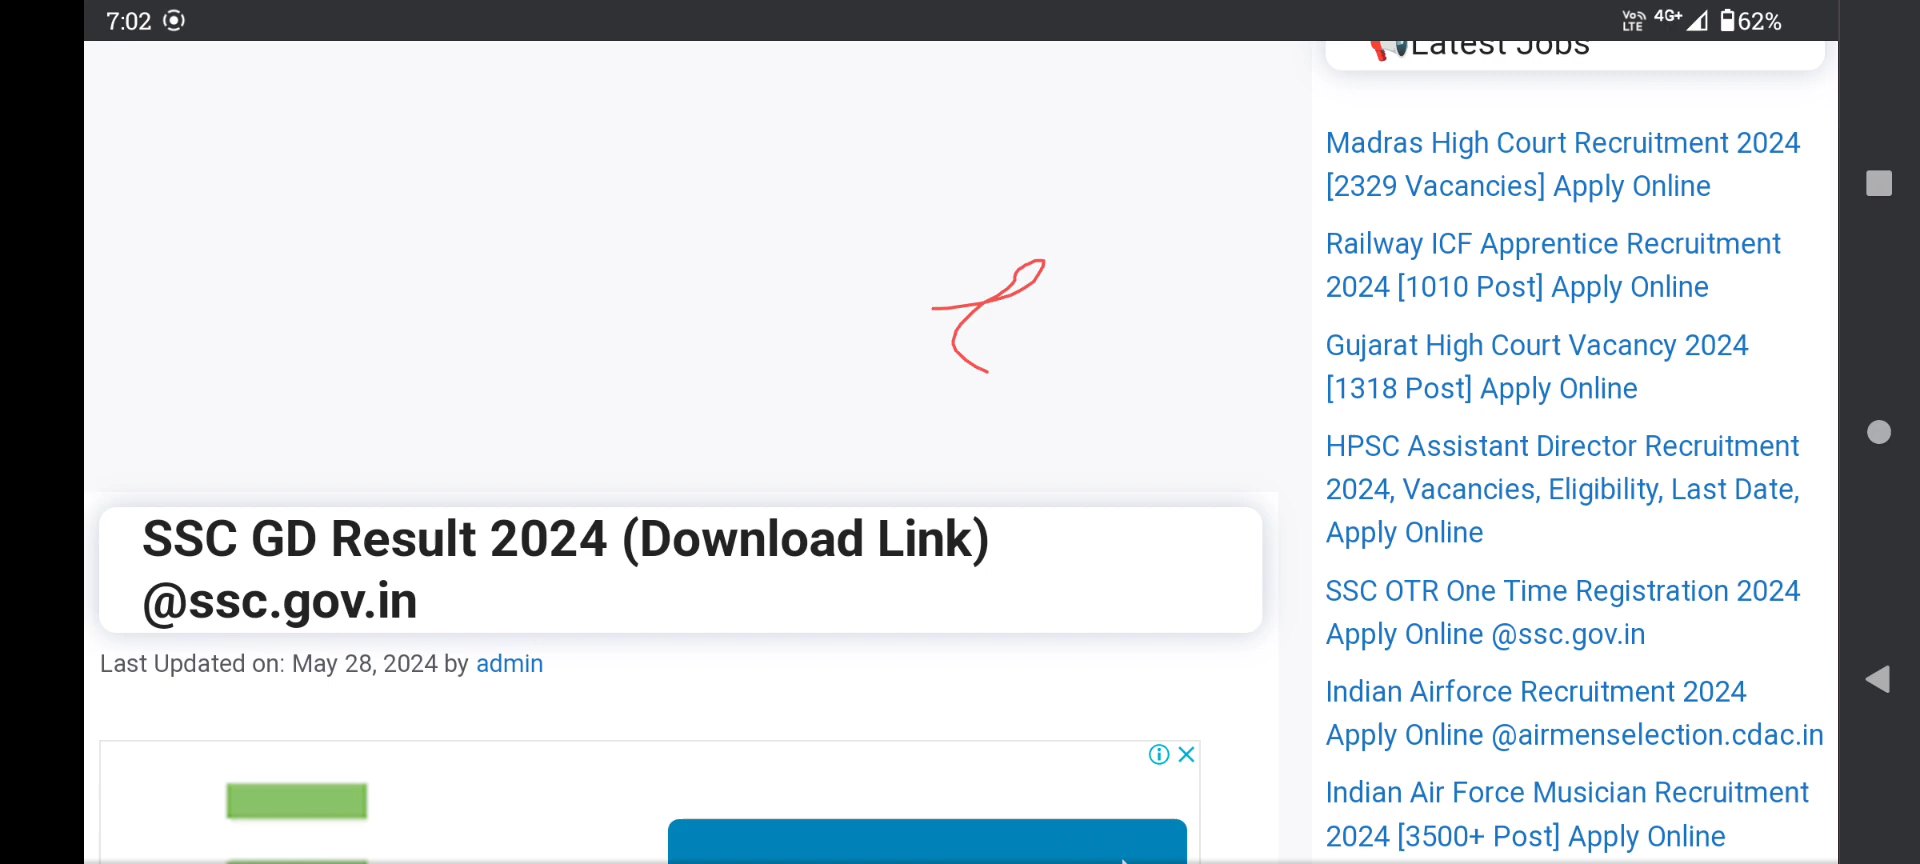 7:02
Vo LTE 4G+ 62%
Latest Jobs
Madras High Court Recruitment 2024
[2329 Vacancies] Apply Online
Railway ICF Apprentice Recruitment
2024 [1010 Post] Apply Online
Gujarat High Court Vacancy 2024
[1318 Post] Apply Online
HPSC Assistant Director Recruitment
2024, Vacancies, Eligibility, Last Date,
Apply Online
SSC OTR One Time Registration 2024
Apply Online @ssc.gov.in
Indian Airforce Recruitment 2024
Apply Online @airmenselection.cdac.in
Indian Air Force Musician Recruitment
2024 [3500+ Post] Apply Online
SSC GD Result 2024 (Download Link)
@ssc.gov.in
Last Updated on: May 28, 2024 by admin